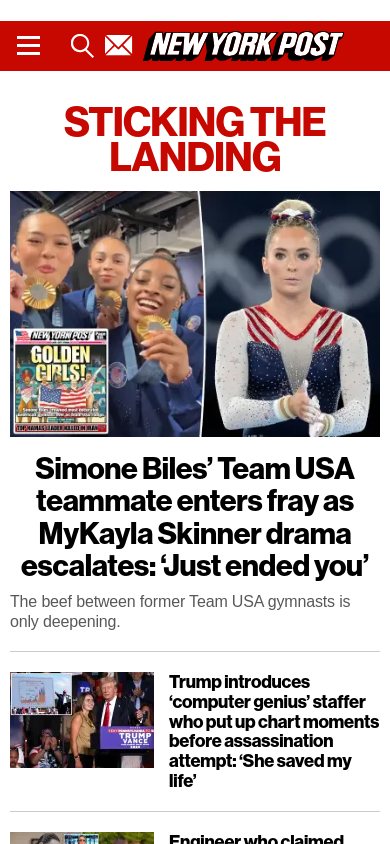 NEW YORK POST
STICKING THE
LANDING
NEW YORK POST
GOLDEN
GIRLS!
TOP HAMAS LEADER KILLED IN IRAN
Simone Biles’ Team USA
teammate enters fray as
MyKayla Skinner drama
escalates: ‘Just ended you’
The beef between former Team USA gymnasts is
only deepening.
TRUMP
VANCE
Trump introduces
‘computer genius’ staffer
who put up chart moments
before assassination
attempt: ‘She saved my
life’
Engineer who claimed